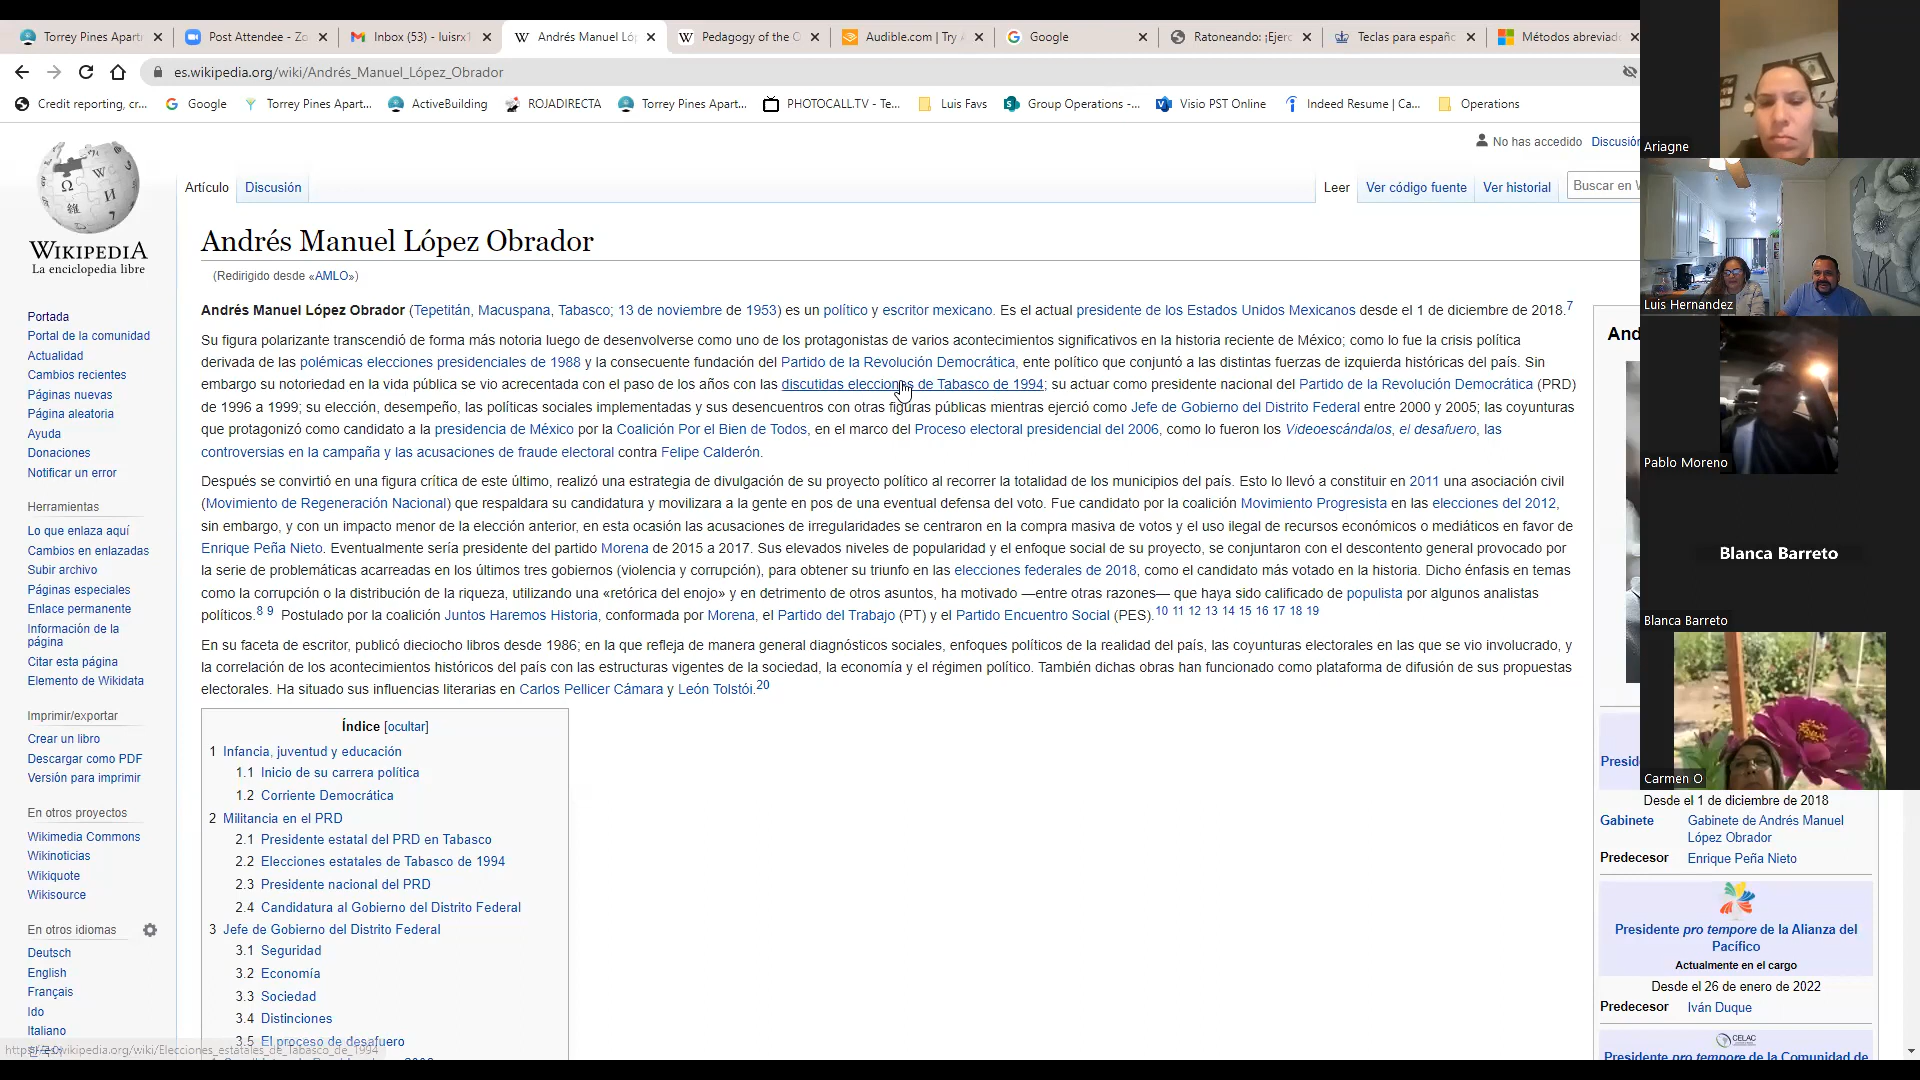 Torrey Pines Apart
Post Attendee - Zo
Inbox (53) - luisrx1
Andrés Manuel Ló
Pedagogy of the O
Audible.com | Try
Google
Ratoneando: ¡Ejerc
Teclas para españo
Métodos abreviad
es.wikipedia.org/wiki/Andrés_Manuel_López_Obrador
Credit reporting, cr...
Google
Torrey Pines Apart...
ActiveBuilding
ROJADIRECTA
Torrey Pines Apart...
PHOTOCALL.TV - Te...
Luis Favs
Group Operations -...
Visio PST Online
Indeed Resume | Ca...
Operations
No has accedido Discusión
WIKIPEDIA
La enciclopedia libre
Artículo Discusión Leer Ver código fuente Ver historial Buscar en W
Andrés Manuel López Obrador
(Redirigido desde «AMLO»)
Andrés Manuel López Obrador (Tepetitán, Macuspana, Tabasco; 13 de noviembre de 1953) es un político y escritor mexicano. Es el actual presidente de los Estados Unidos Mexicanos desde el 1 de diciembre de 2018.7
Su figura polarizante transcendió de forma más notoria luego de desenvolverse como uno de los protagonistas de varios acontecimientos significativos en la historia reciente de México; como lo fue la crisis política
derivada de las polémicas elecciones presidenciales de 1988 y la consecuente fundación del Partido de la Revolución Democrática, ente político que conjuntó a las distintas fuerzas de izquierda históricas del país. Sin
embargo su notoriedad en la vida pública se vio acrecentada con el paso de los años con las discutidas elecciones de Tabasco de 1994; su actuar como presidente nacional del Partido de la Revolución Democrática (PRD)
de 1996 a 1999; su elección, desempeño, las políticas sociales implementadas y sus desencuentros con otras figuras públicas mientras ejerció como Jefe de Gobierno del Distrito Federal entre 2000 y 2005; las coyunturas
que protagonizó como candidato a la presidencia de México por la Coalición Por el Bien de Todos, en el marco del Proceso electoral presidencial del 2006, como lo fueron los Videoescándalos, el desafuero, las
controversias en la campaña y las acusaciones de fraude electoral contra Felipe Calderón.
Después se convirtió en una figura crítica de este último, realizó una estrategia de divulgación de su proyecto político al recorrer la totalidad de los municipios del país. Esto lo llevó a constituir en 2011 una asociación civil
(Movimiento de Regeneración Nacional) que respaldara su candidatura y movilizara a la gente en pos de una eventual defensa del voto. Fue candidato por la coalición Movimiento Progresista en las elecciones del 2012,
sin embargo, y con un impacto menor de la elección anterior, en esta ocasión las acusaciones de irregularidades se centraron en la compra masiva de votos y el uso ilegal de recursos económicos o mediáticos en favor de
Enrique Peña Nieto. Eventualmente sería presidente del partido Morena de 2015 a 2017. Sus elevados niveles de popularidad y el enfoque social de su proyecto, se conjuntaron con el descontento general provocado por
la serie de problemáticas acarreadas en los últimos tres gobiernos (violencia y corrupción), para obtener su triunfo en las elecciones federales de 2018, como el candidato más votado en la historia. Dicho énfasis en temas
como la corrupción o la distribución de la riqueza, utilizando una «retórica del enojo» y en detrimento de otros asuntos, ha motivado —entre otras razones— que haya sido calificado de populista por algunos analistas
políticos.8 9 Postulado por la coalición Juntos Haremos Historia, conformada por Morena, el Partido del Trabajo (PT) y el Partido Encuentro Social (PES).10 11 12 13 14 15 16 17 18 19
En su faceta de escritor, publicó dieciocho libros desde 1986; en la que refleja de manera general diagnósticos sociales, enfoques políticos de la realidad del país, las coyunturas electorales en las que se vio involucrado, y
la correlación de los acontecimientos históricos del país con las estructuras vigentes de la sociedad, la economía y el régimen político. También dichas obras han funcionado como plataforma de difusión de sus propuestas
electorales. Ha situado sus influencias literarias en Carlos Pellicer Cámara y León Tolstói.20
Índice [ocultar]
1 Infancia, juventud y educación
1.1 Inicio de su carrera política
1.2 Corriente Democrática
2 Militancia en el PRD
2.1 Presidente estatal del PRD en Tabasco
2.2 Elecciones estatales de Tabasco de 1994
2.3 Presidente nacional del PRD
2.4 Candidatura al Gobierno del Distrito Federal
3 Jefe de Gobierno del Distrito Federal
3.1 Seguridad
3.2 Economía
3.3 Sociedad
3.4 Distinciones
3.5 El proceso de desafuero
Portada
Portal de la comunidad
Actualidad
Cambios recientes
Páginas nuevas
Página aleatoria
Ayuda
Donaciones
Notificar un error
Herramientas
Lo que enlaza aquí
Cambios en enlazadas
Subir archivo
Páginas especiales
Enlace permanente
Información de la
página
Citar esta página
Elemento de Wikidata
Imprimir/exportar
Crear un libro
Descargar como PDF
Versión para imprimir
En otros proyectos
Wikimedia Commons
Wikinoticias
Wikiquote
Wikisource
En otros idiomas
Deutsch
English
Français
Ido
Italiano
https://es.wikipedia.org/wiki/Elecciones_estatales_de_Tabasco_de_1994
And
Presid
Desde el 1 de diciembre de 2018
Gabinete Gabinete de Andrés Manuel
López Obrador
Predecesor Enrique Peña Nieto
Presidente pro tempore de la Alianza del
Pacífico
Actualmente en el cargo
Desde el 26 de enero de 2022
Predecesor Iván Duque
CELAC
Presidente pro tempore de la Comunidad de
Ariagne
Luis Hernandez
Pablo Moreno
Blanca Barreto
Blanca Barreto
Carmen O